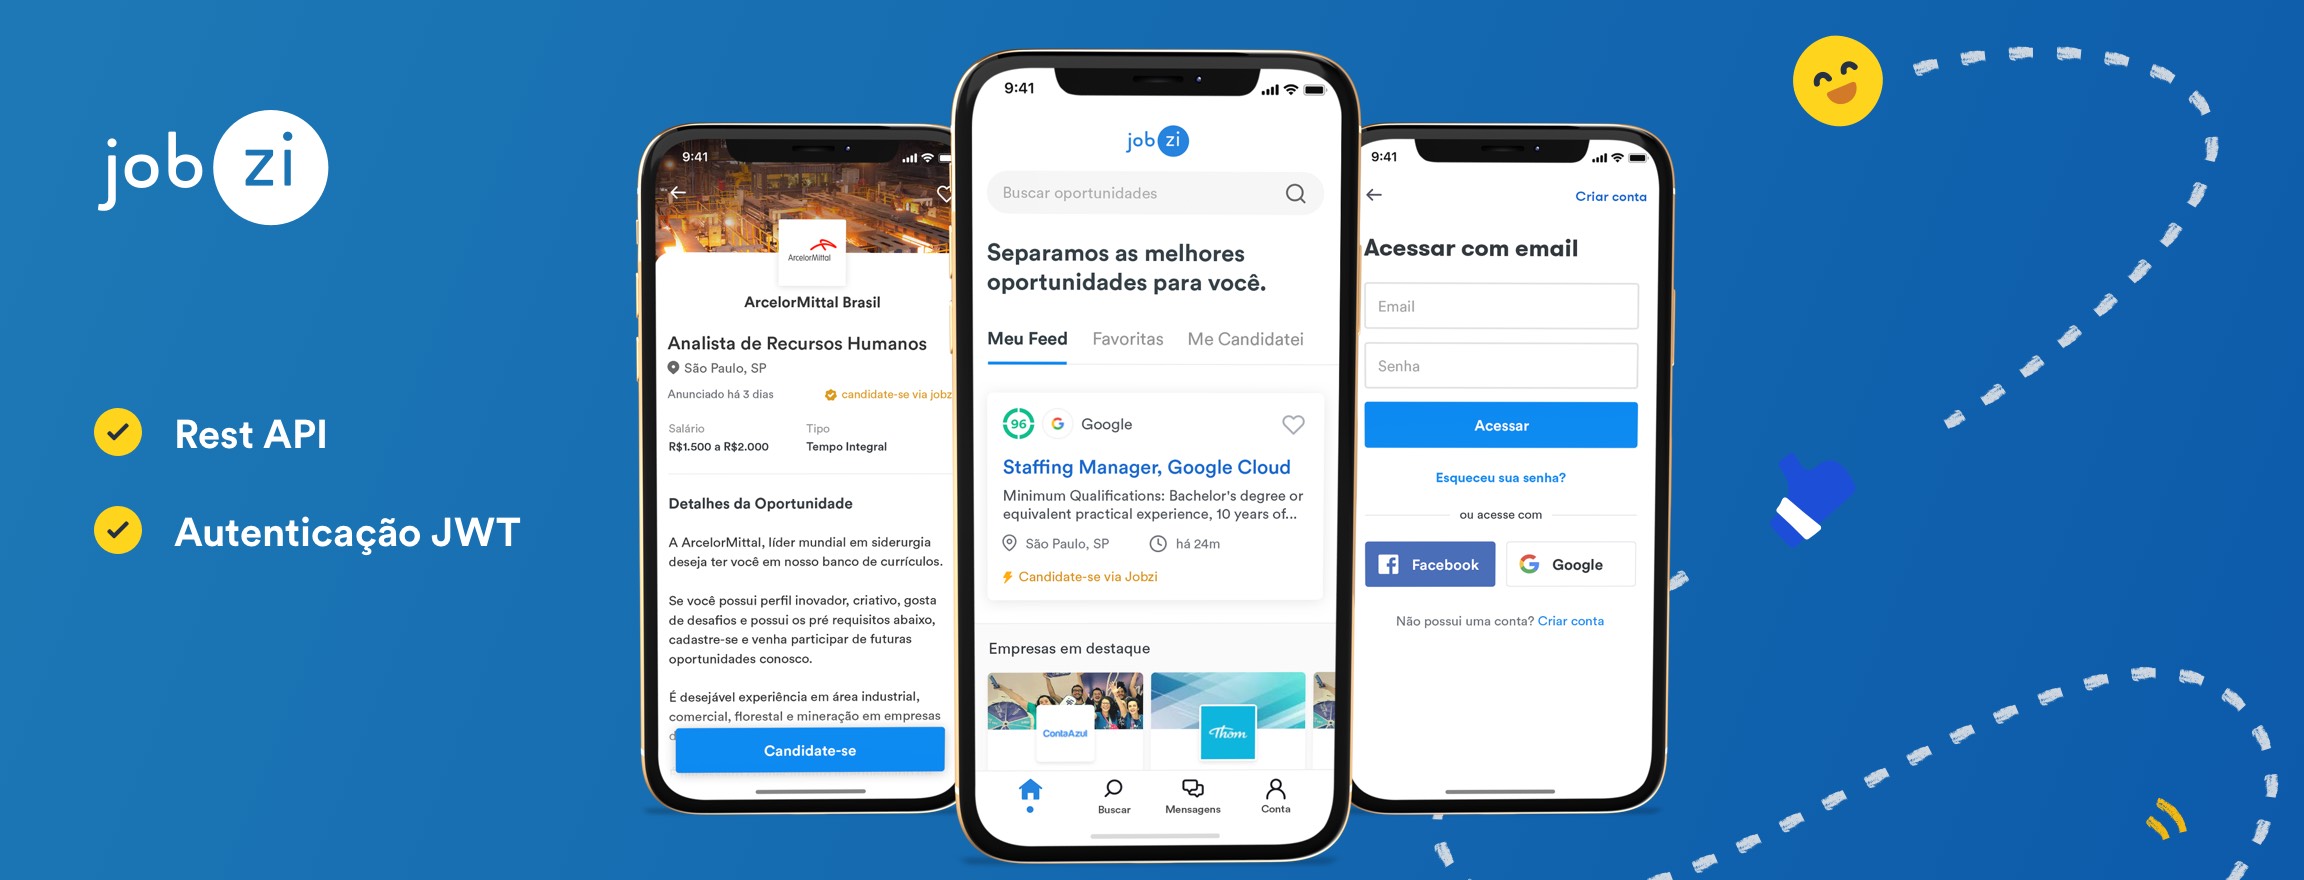 jobzi
Rest API
Autenticação JWT
9:41
ArcelorMittal
ArcelorMittal Brasil
Analista de Recursos Humanos
São Paulo, SP
Anunciado há 3 dias
candidate-se via jobz
Salário
Tipo
R$1.500 a R$2.000
Tempo Integral
Detalhes da Oportunidade
A ArcelorMittal, líder mundial em siderurgia
deseja ter você em nosso banco de currículos.
Se você possui perfil inovador, criativo, gosta
de desafios e possui os pré requisitos abaixo,
cadastre-se e venha participar de futuras
oportunidades conosco.
É desejável experiência em área industrial,
comercial, florestal e mineração em empresas
Candidate-se
9:41
jobzi
Buscar oportunidades
Separamos as melhores
oportunidades para você.
Meu Feed Favoritas Me Candidatei
96 Google
Staffing Manager, Google Cloud
Minimum Qualifications: Bachelor's degree or
equivalent practical experience, 10 years of...
São Paulo, SP há 24m
Candidate-se via Jobzi
Empresas em destaque
ContaAzul
Thom
Buscar Mensagens Conta
9:41
Criar conta
Acessar com email
Email
Senha
Acessar
Esqueceu sua senha?
ou acesse com
Facebook Google
Não possui uma conta? Criar conta